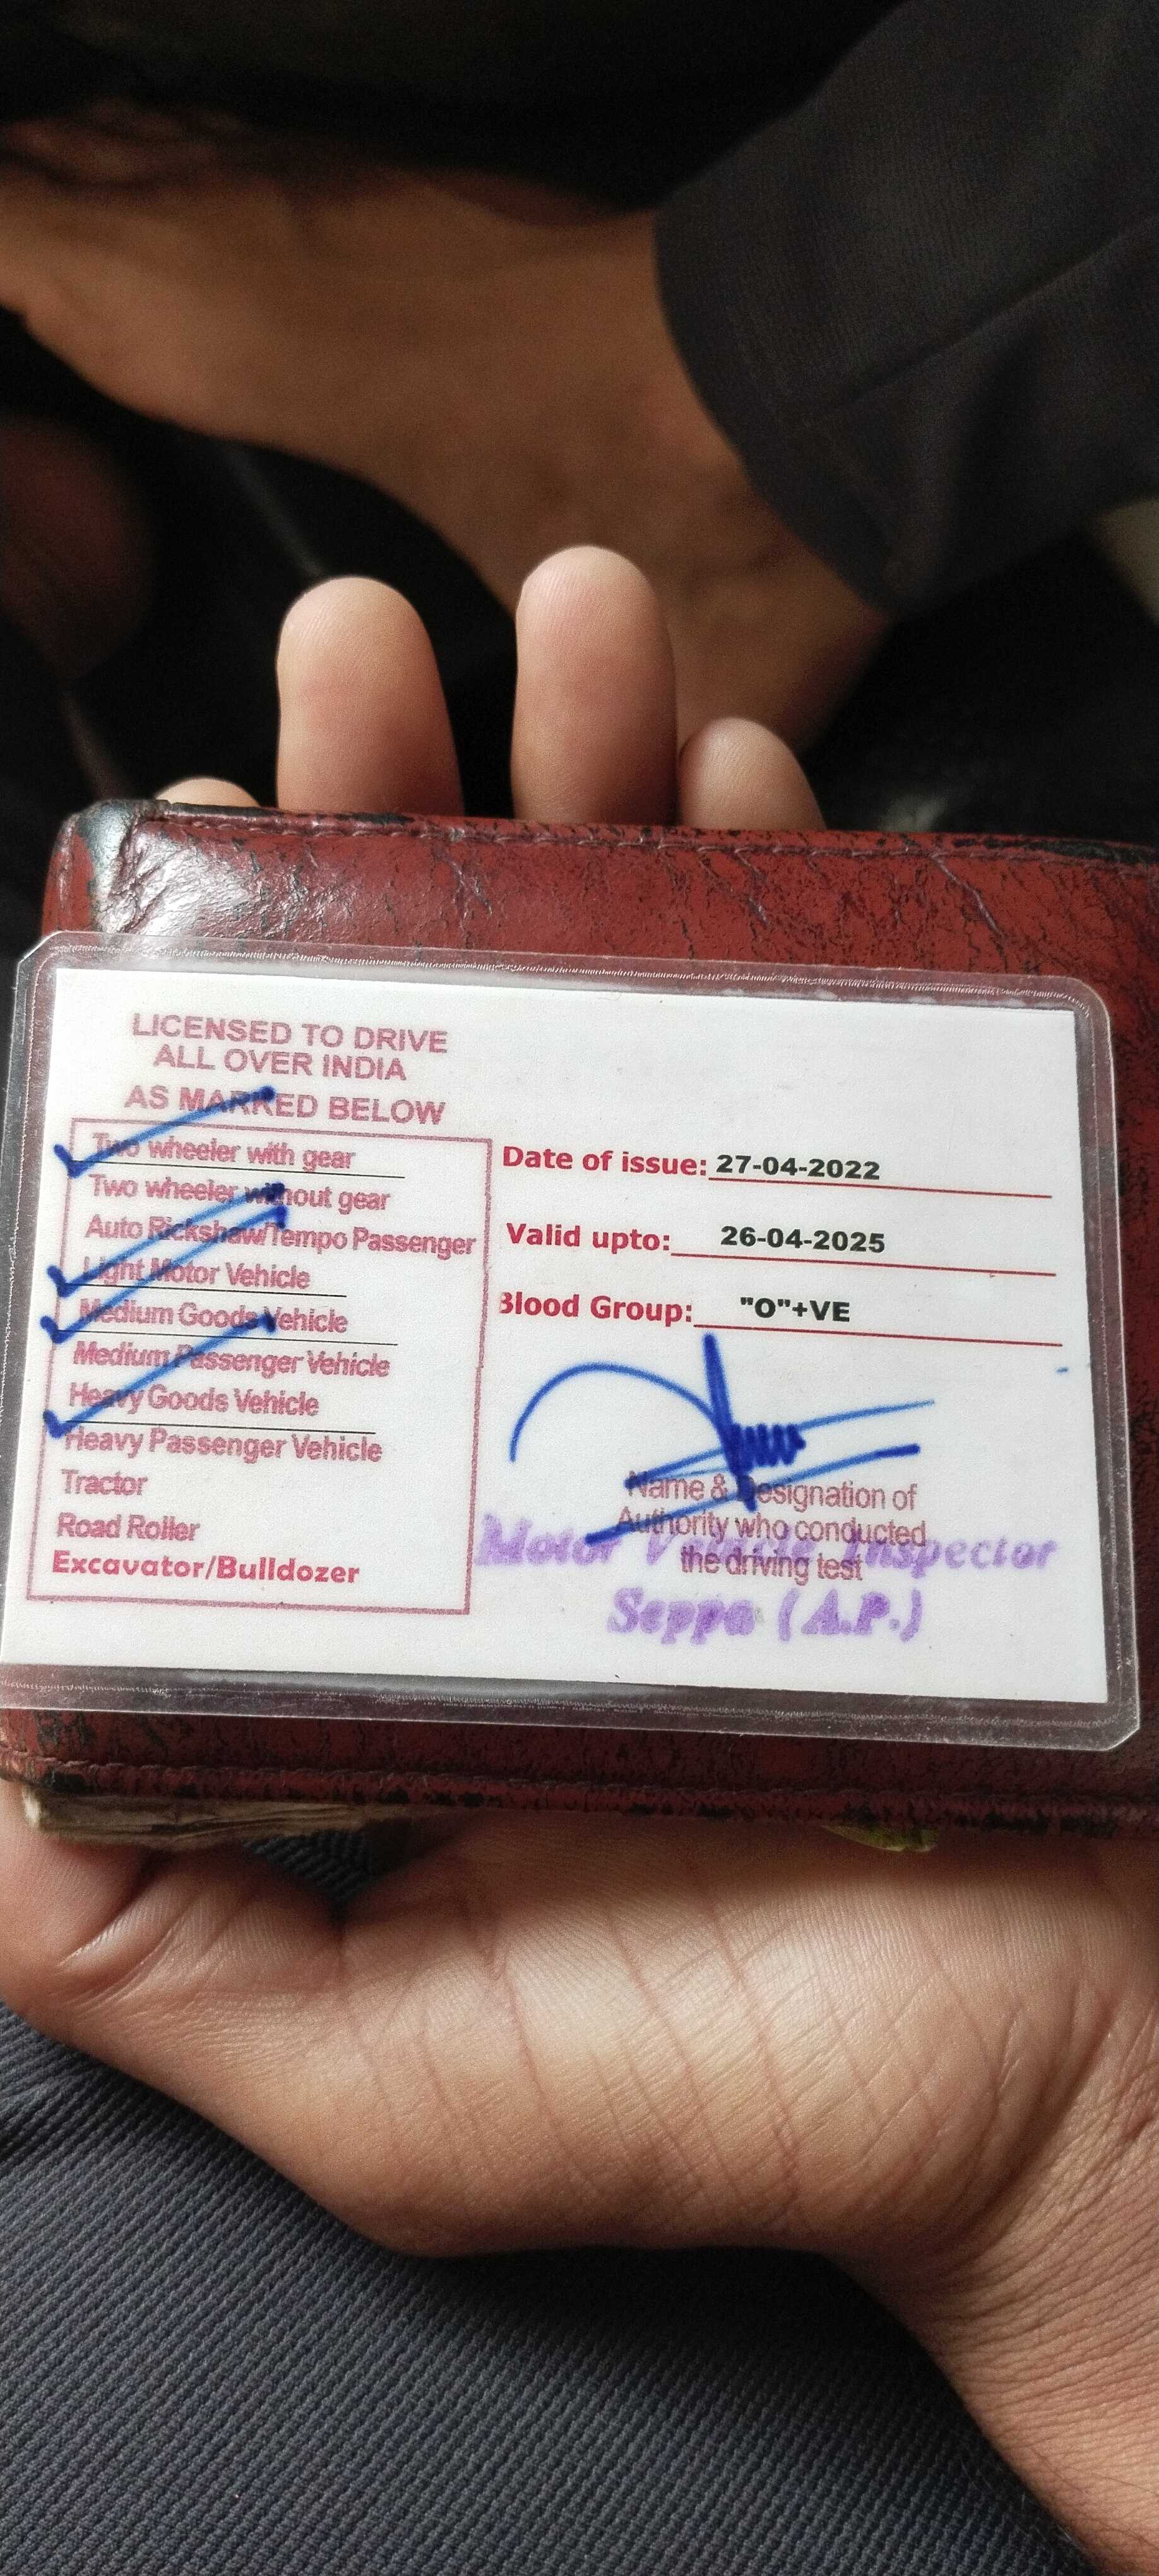 LICENSED TO DRIVE
ALL OVER INDIA
AS MARKED BELOW
Two wheeler with gear
Two wheeler without gear
Auto Rickshaw/Tempo Passenger
Light Motor Vehicle
Medium Goods Vehicle
Medium Passenger Vehicle
Heavy Goods Vehicle
Heavy Passenger Vehicle
Tractor
Road Roller
Excavator/Bulldozer
Date of issue: 27-04-2022
Valid upto: 26-04-2025
Blood Group: "O"+VE
Name & Designation of
Authority who conducted
the driving test
Motor Vehicle Inspector
Seppa (A.P.)